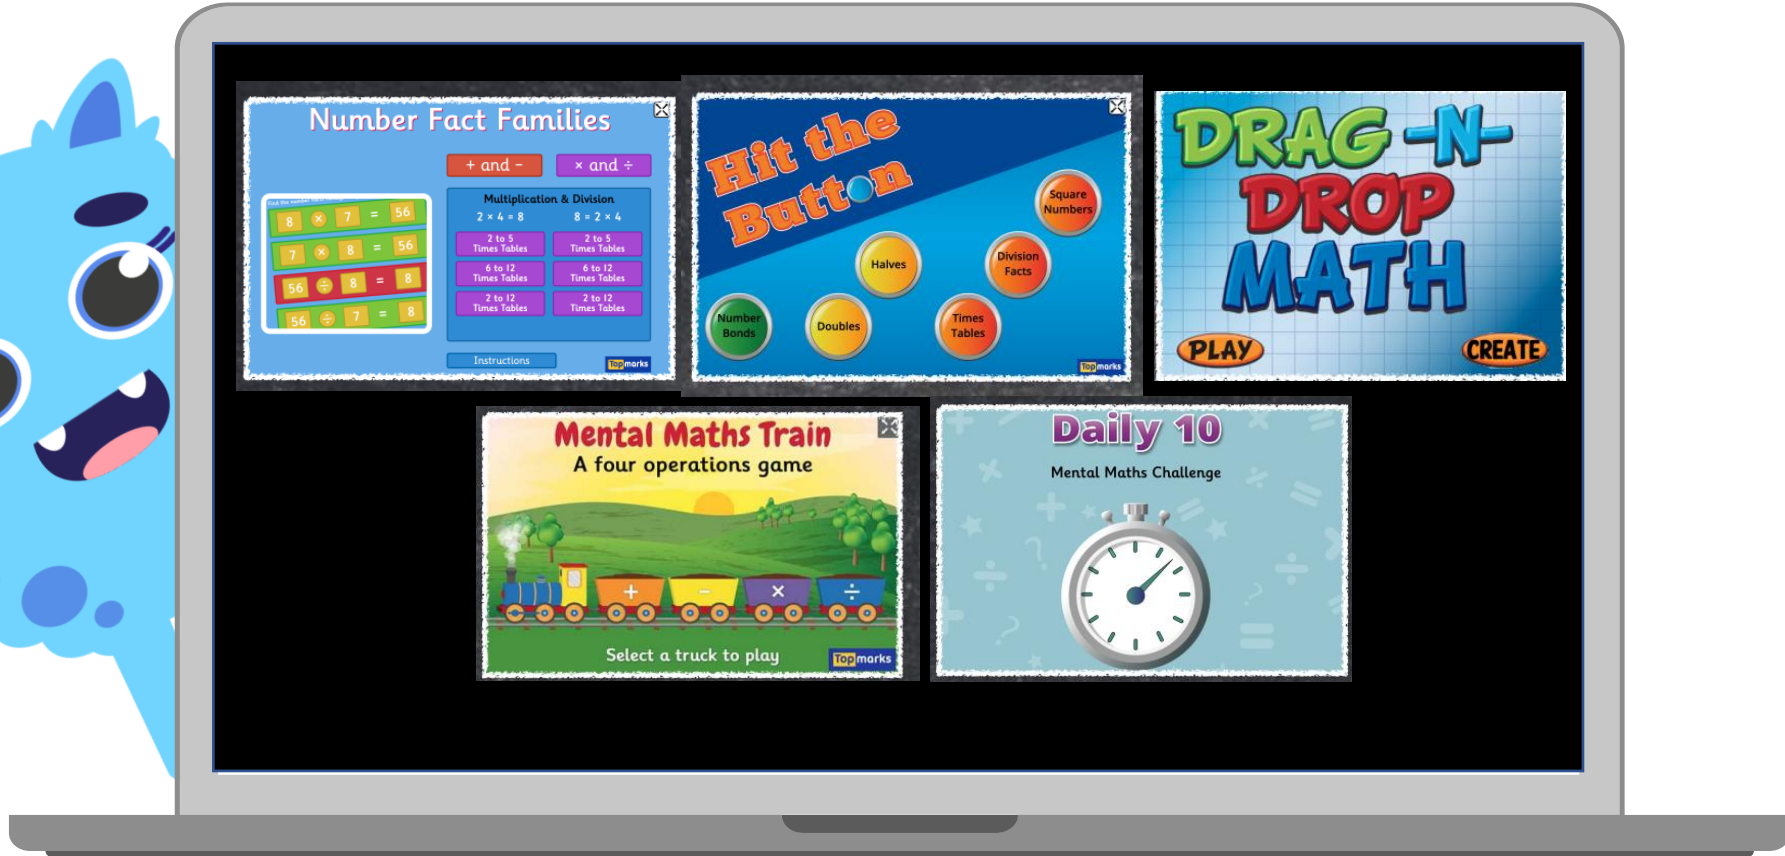 Number Fact Families
+ and −
× and ÷
Multiplication & Division
2 × 4 = 8
8 = 2 × 4
2 to 5
Times Tables
2 to 5
Times Tables
6 to 12
Times Tables
6 to 12
Times Tables
2 to 12
Times Tables
2 to 12
Times Tables
8 × 7 = 56
7 × 8 = 56
56 ÷ 8 = 8
56 ÷ 7 = 8
Instructions
Topmarks
Hit the
Button
Square
Numbers
Halves
Division
Facts
Number
Bonds
Doubles
Times
Tables
Topmarks
DRAG -N-
DROP
MATH
PLAY
CREATE
Mental Maths Train
A four operations game
+ − × ÷
Select a truck to play
Topmarks
Daily 10
Mental Maths Challenge